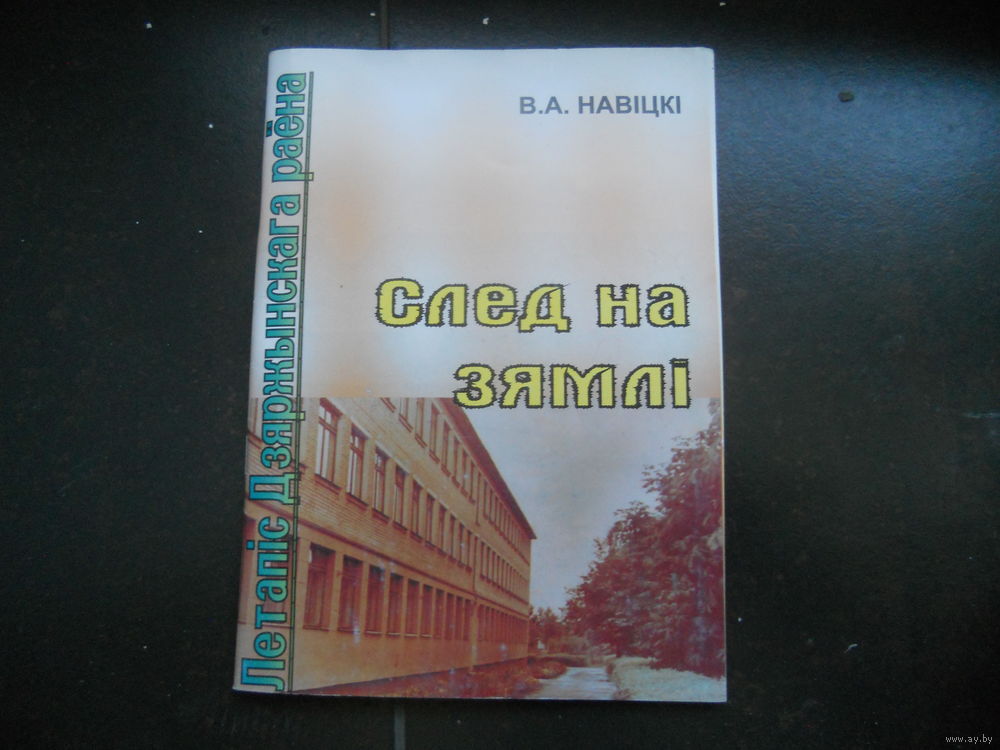 В.А. НАВІЦКІ
След на
зямлі
Летапіс Дзяржынскага раёна
www.ay.by